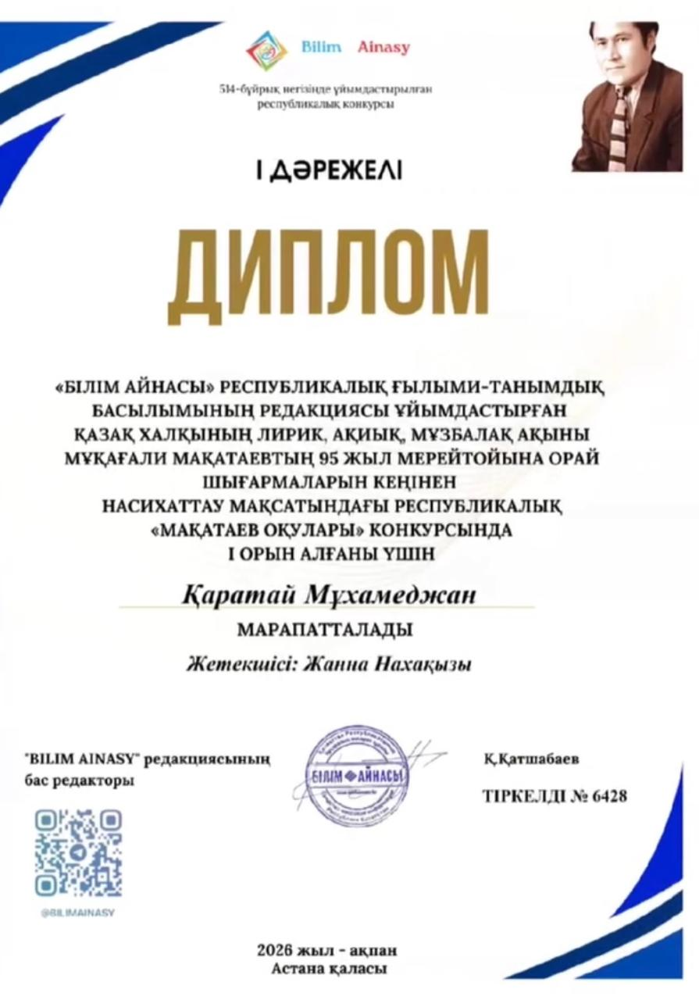 Bilim Ainasy
514-бұйрық негізінде ұйымдастырылған
республикалық конкурсы
І ДӘРЕЖЕЛІ
ДИПЛОМ
«БІЛІМ АЙНАСЫ» РЕСПУБЛИКАЛЫҚ ҒЫЛЫМИ-ТАНЫМДЫҚ
БАСЫЛЫМЫНЫҢ РЕДАКЦИЯСЫ ҰЙЫМДАСТЫРҒАН
ҚАЗАҚ ХАЛҚЫНЫҢ ЛИРИК, АҚИЫҚ, МҰЗБАЛАҚ АҚЫНЫ
МҰҚАҒАЛИ МАҚАТАЕВТЫҢ 95 ЖЫЛ МЕРЕЙТОЙЫНА ОРАЙ
ШЫҒАРМАЛАРЫН КЕҢІНЕН
НАСИХАТТАУ МАҚСАТЫНДАҒЫ РЕСПУБЛИКАЛЫҚ
«МАҚАТАЕВ ОҚУЛАРЫ» КОНКУРСЫНДА
І ОРЫН АЛҒАНЫ ҮШІН
Қаратай Мұхамеджан
МАРАПАТТАЛАДЫ
Жетекшісі: Жанна Нахақызы
"BILIM AINASY" редакциясының
бас редакторы
БІЛІМ АЙНАСЫ
Қ.Қатшабаев
ТІРКЕЛДІ № 6428
@BILIMAINASY
2026 жыл - ақпан
Астана қаласы